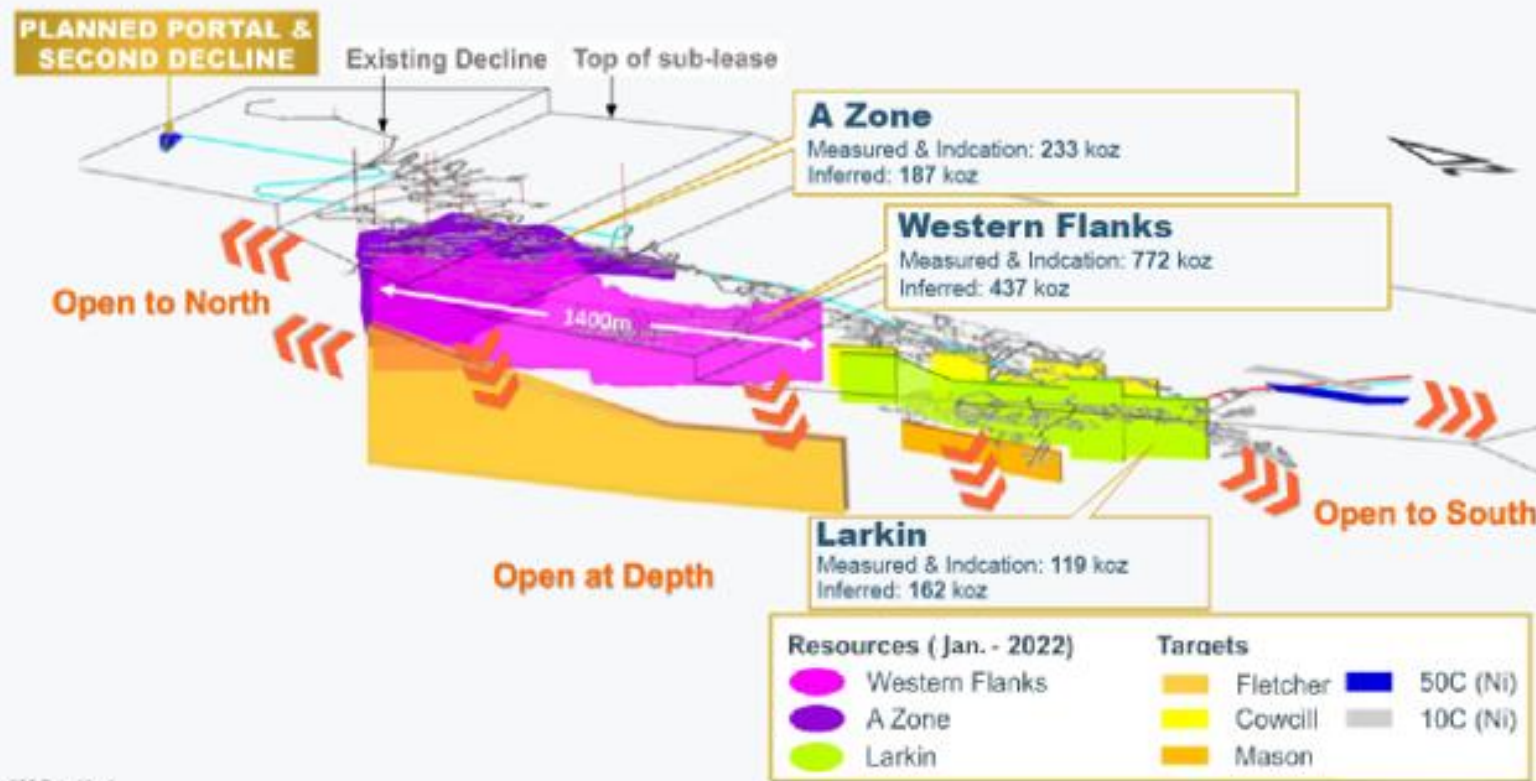 PLANNED PORTAL &
SECOND DECLINE
Existing Decline
Top of sub-lease
A Zone
Measured & Indcation: 233 koz
Inferred: 187 koz
Western Flanks
Measured & Indcation: 772 koz
Inferred: 437 koz
Open to North
1400m
Larkin
Measured & Indcation: 119 koz
Inferred: 162 koz
Open to South
Open at Depth
Resources ( Jan. - 2022)
Western Flanks
A Zone
Larkin
Targets
Fletcher
Cowcill
Mason
50C (Ni)
10C (Ni)